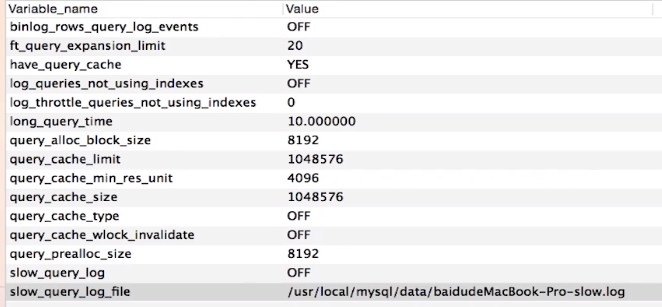 Variable_name Value
binlog_rows_query_log_events OFF
ft_query_expansion_limit 20
have_query_cache YES
log_queries_not_using_indexes OFF
log_throttle_queries_not_using_indexes 0
long_query_time 10.000000
query_alloc_block_size 8192
query_cache_limit 1048576
query_cache_min_res_unit 4096
query_cache_size 1048576
query_cache_type OFF
query_cache_wlock_invalidate OFF
query_prealloc_size 8192
slow_query_log OFF
slow_query_log_file /usr/local/mysql/data/baidudeMacBook-Pro-slow.log